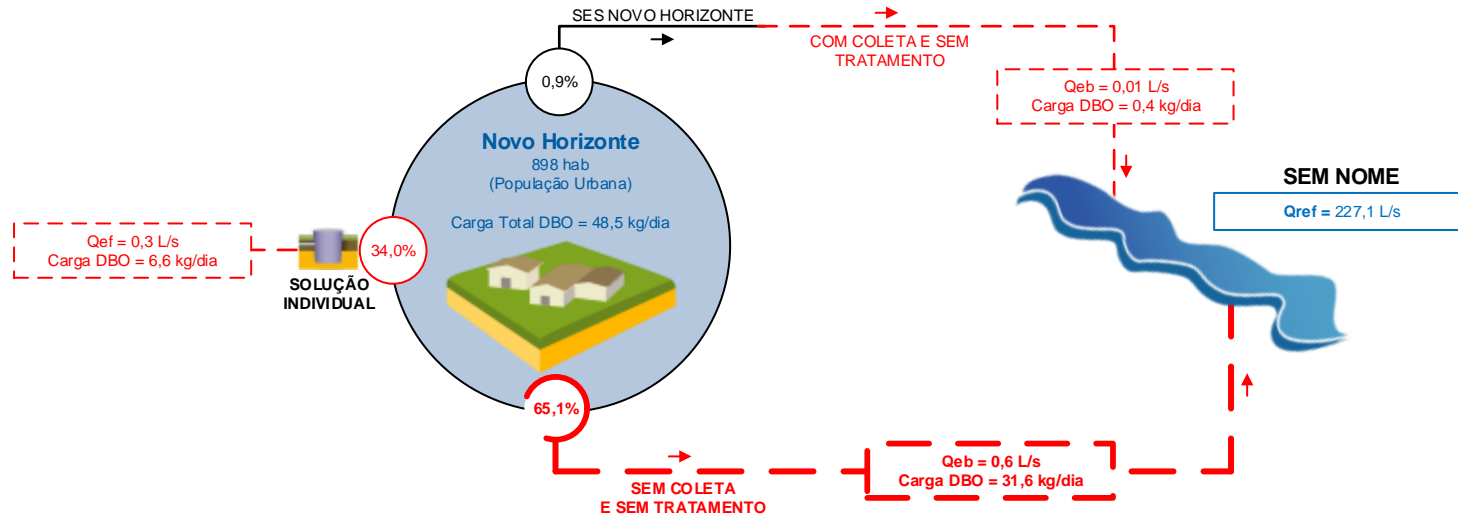 SES NOVO HORIZONTE
COM COLETA E SEM
TRATAMENTO
0,9%
Qeb = 0,01 L/s
Carga DBO = 0,4 kg/dia
Novo Horizonte
898 hab
(População Urbana)
Carga Total DBO = 48,5 kg/dia
SEM NOME
Qref = 227,1 L/s
Qef = 0,3 L/s
Carga DBO = 6,6 kg/dia
34,0%
SOLUÇÃO
INDIVIDUAL
65,1%
Qeb = 0,6 L/s
Carga DBO = 31,6 kg/dia
SEM COLETA
E SEM TRATAMENTO